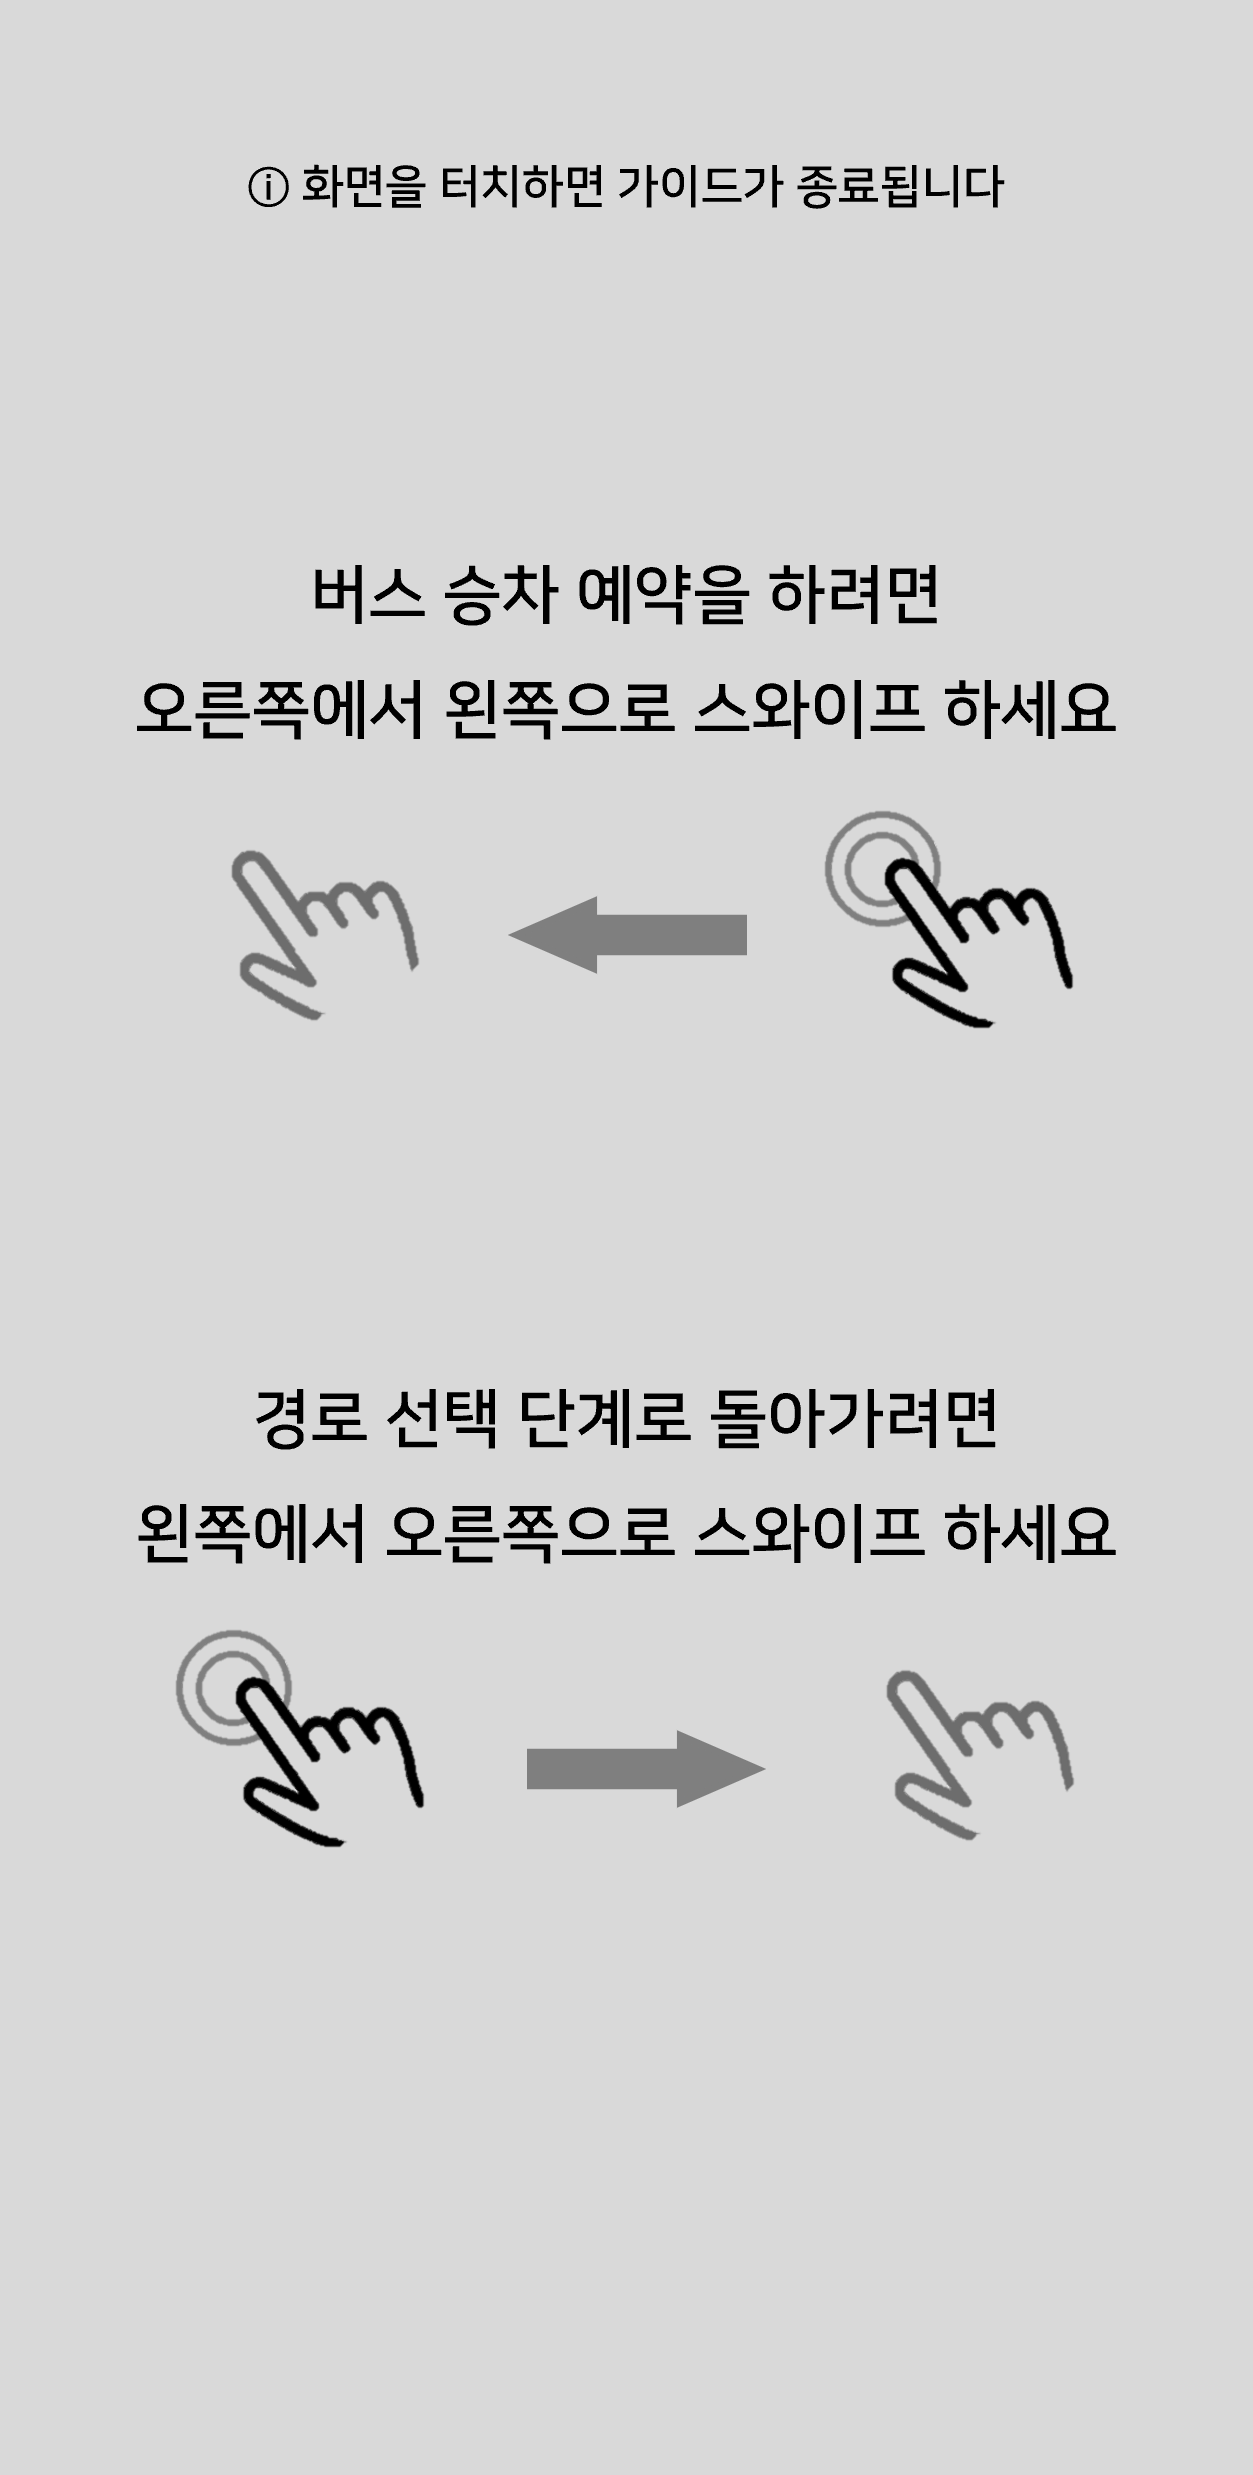 ⓘ 화면을 터치하면 가이드가 종료됩니다
버스 승차 예약을 하려면
오른쪽에서 왼쪽으로 스와이프 하세요
경로 선택 단계로 돌아가려면
왼쪽에서 오른쪽으로 스와이프 하세요